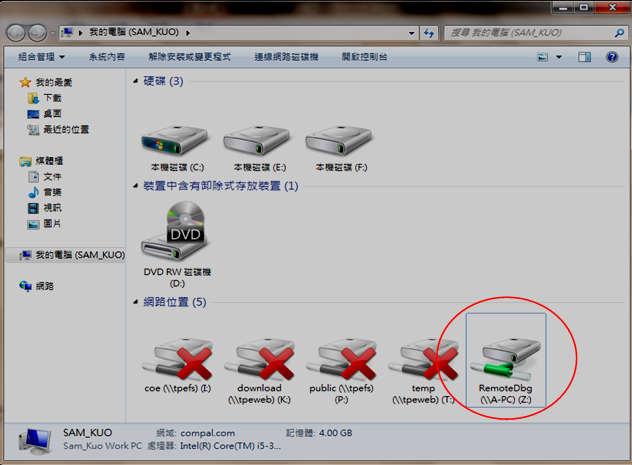 我的電腦 (SAM_KUO)
搜尋 我的電腦 (SAM_KUO)
組合管理 系統內容 解除安裝或變更程式 連線網路磁碟機 開啟控制台
我的最愛
下載
桌面
最近的位置
媒體櫃
文件
音樂
視訊
圖片
我的電腦 (SAM_KUO)
網路
硬碟 (3)
本機磁碟 (C:)
本機磁碟 (E:)
本機磁碟 (F:)
裝置中含有卸除式存放裝置 (1)
DVD
DVD RW 磁碟機
(D:)
網路位置 (5)
coe (\\tpefs) (I:)
download
(\\tpeweb) (K:)
public (\\tpefs)
(P:)
temp
(\\tpeweb) (T:)
RemoteDbg
(\\A-PC) (Z:)
SAM_KUO 網域: compal.com 記憶體: 4.00 GB
Sam_Kuo Work PC 處理器: Intel(R) Core(TM) i5-3...